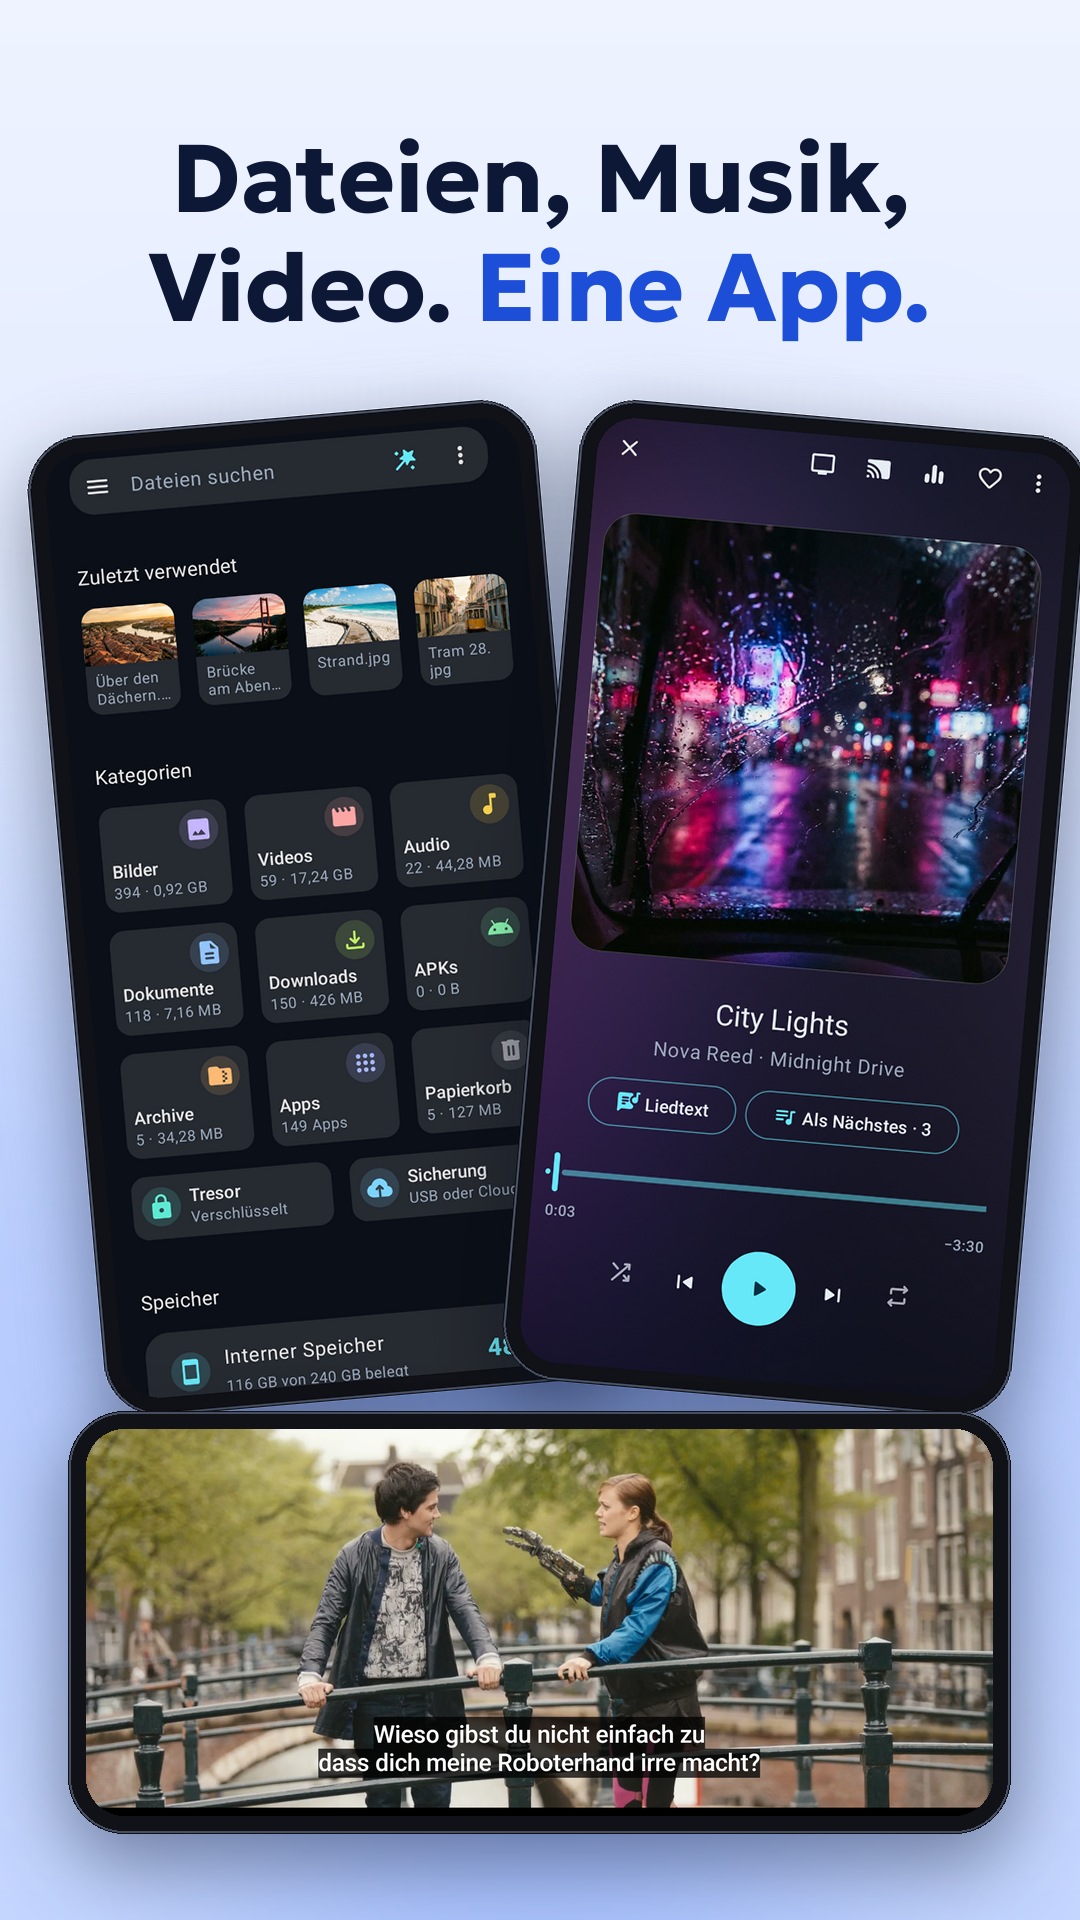 Dateien, Musik,
Video. Eine App.
Dateien suchen
Zuletzt verwendet
Über den
Dächern....
Brücke
am Aben...
Strand.jpg
Tram 28.
jpg
Kategorien
Bilder
394 · 0,92 GB
Videos
59 · 17,24 GB
Audio
22 · 44,28 MB
Dokumente
118 · 7,16 MB
Downloads
150 · 426 MB
APKs
0 · 0 B
Archive
5 · 34,28 MB
Apps
149 Apps
Papierkorb
5 · 127 MB
Tresor
Verschlüsselt
Sicherung
USB oder Cloud
Speicher
Interner Speicher
116 GB von 240 GB belegt
City Lights
Nova Reed · Midnight Drive
Liedtext
Als Nächstes · 3
0:03
−3:30
Wieso gibst du nicht einfach zu
dass dich meine Roboterhand irre macht?